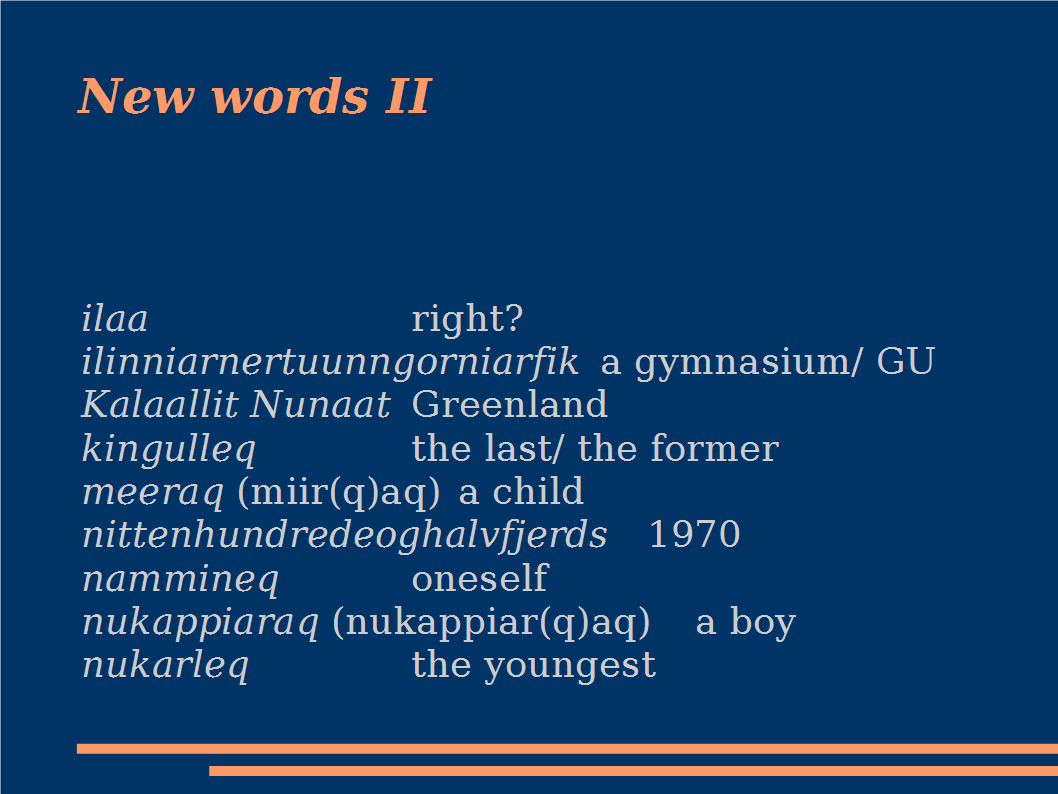 New words II
ilaa right?
ilinniarnertuunngorniarfik a gymnasium/ GU
Kalaallit Nunaat Greenland
kingulleq the last/ the former
meeraq (miir(q)aq) a child
nittenhundredeoghalvfjerds 1970
nammineq oneself
nukappiaraq (nukappiar(q)aq) a boy
nukarleq the youngest